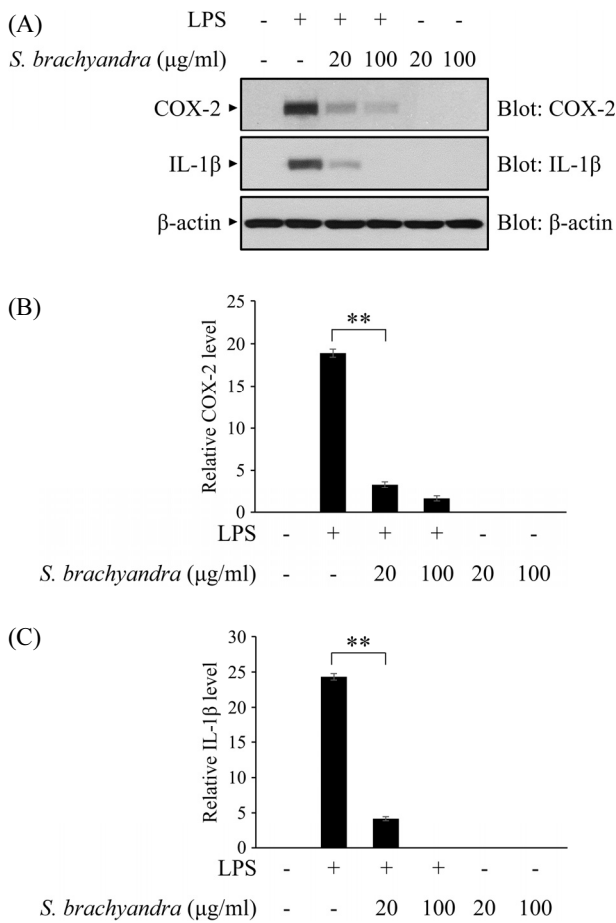 (A)
LPS - + + + - -
S. brachyandra (μg/ml) - - 20 100 20 100
COX-2 Blot: COX-2
IL-1β Blot: IL-1β
β-actin Blot: β-actin
(B)
25
20
15
10
5
0
Relative COX-2 level
**
LPS - + + + - -
S. brachyandra (μg/ml) - - 20 100 20 100
(C)
30
25
20
15
10
5
0
Relative IL-1β level
**
LPS - + + + - -
S. brachyandra (μg/ml) - - 20 100 20 100